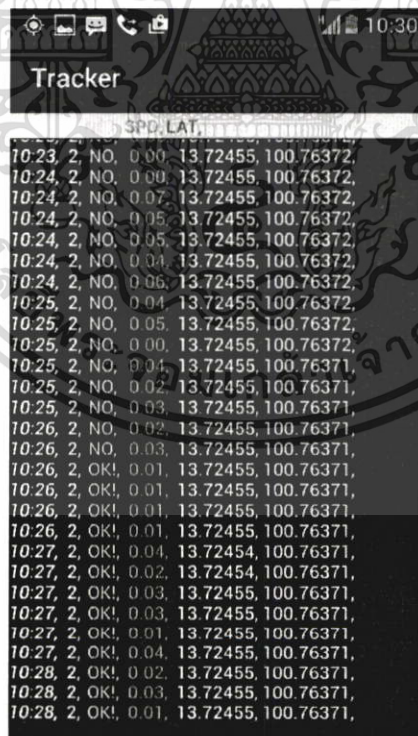 10:30
Tracker
SPD, LAT,
10:23, 2, NO, 0.00, 13.72455, 100.76372,
10:24, 2, NO, 0.00, 13.72455, 100.76372,
10:24, 2, NO, 0.07, 13.72455, 100.76372,
10:24, 2, NO, 0.05, 13.72455, 100.76372,
10:24, 2, NO, 0.05, 13.72455, 100.76372,
10:24, 2, NO, 13.72455, 100.76372,
10:24, 2, NO, 0.06, 13.72455, 100.76372,
10:25, 2, NO, 0.04, 13.72455, 100.76372,
10:25, 2, NO, 0.05, 13.72455, 100.76372,
10:25, 2, NO, 0.00, 13.72455, 100.76372,
10:25, 2, NO, 0.04, 13.72455, 100.76371,
10:25, 2, NO, 0.02, 13.72455, 100.76371,
10:25, 2, NO, 0.03, 13.72455, 100.76371,
10:26, 2, NO, 0.02, 13.72455, 100.76371,
10:26, 2, NO, 0.03, 13.72455, 100.76371,
10:26, 2, OK!, 0.01, 13.72455, 100.76371,
10:26, 2, OK!, 0.01, 13.72455, 100.76371,
10:26, 2, OK!, 0.01, 13.72455, 100.76371,
10:26, 2, OK!, 0.01, 13.72455, 100.76371,
10:27, 2, OK!, 0.04, 13.72454, 100.76371,
10:27, 2, OK!, 0.02, 13.72454, 100.76371,
10:27, 2, OK!, 0.03, 13.72455, 100.76371,
10:27, 2, OK!, 0.03, 13.72455, 100.76371,
10:27, 2, OK!, 0.01, 13.72455, 100.76371,
10:27, 2, OK!, 0.04, 13.72455, 100.76371,
10:28, 2, OK!, 0.02, 13.72455, 100.76371,
10:28, 2, OK!, 0.03, 13.72455, 100.76371,
10:28, 2, OK!, 0.01, 13.72455, 100.76371,